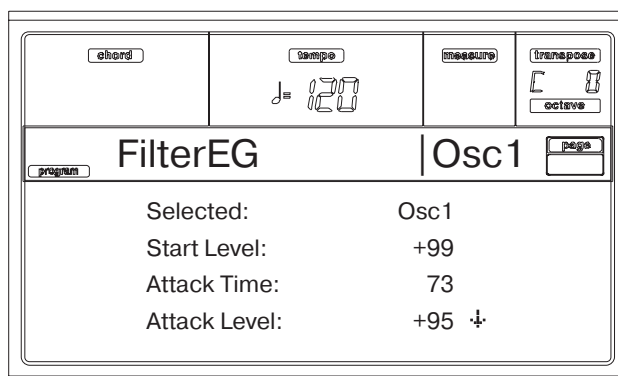 chord tempo measure transpose
♩= 120 C 0
octave
FilterEG Osc1 page
program
Selected: Osc1
Start Level: +99
Attack Time: 73
Attack Level: +95